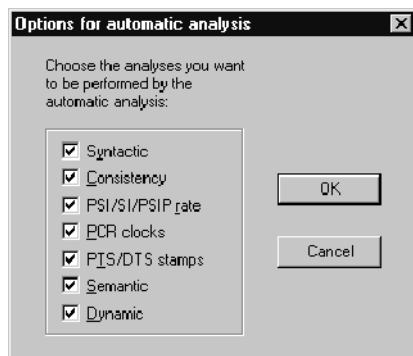 Options for automatic analysis
Choose the analyses you want
to be performed by the
automatic analysis:
Syntactic
Consistency
PSI/SI/PSIP rate
PCR clocks
PTS/DTS stamps
Semantic
Dynamic
OK
Cancel